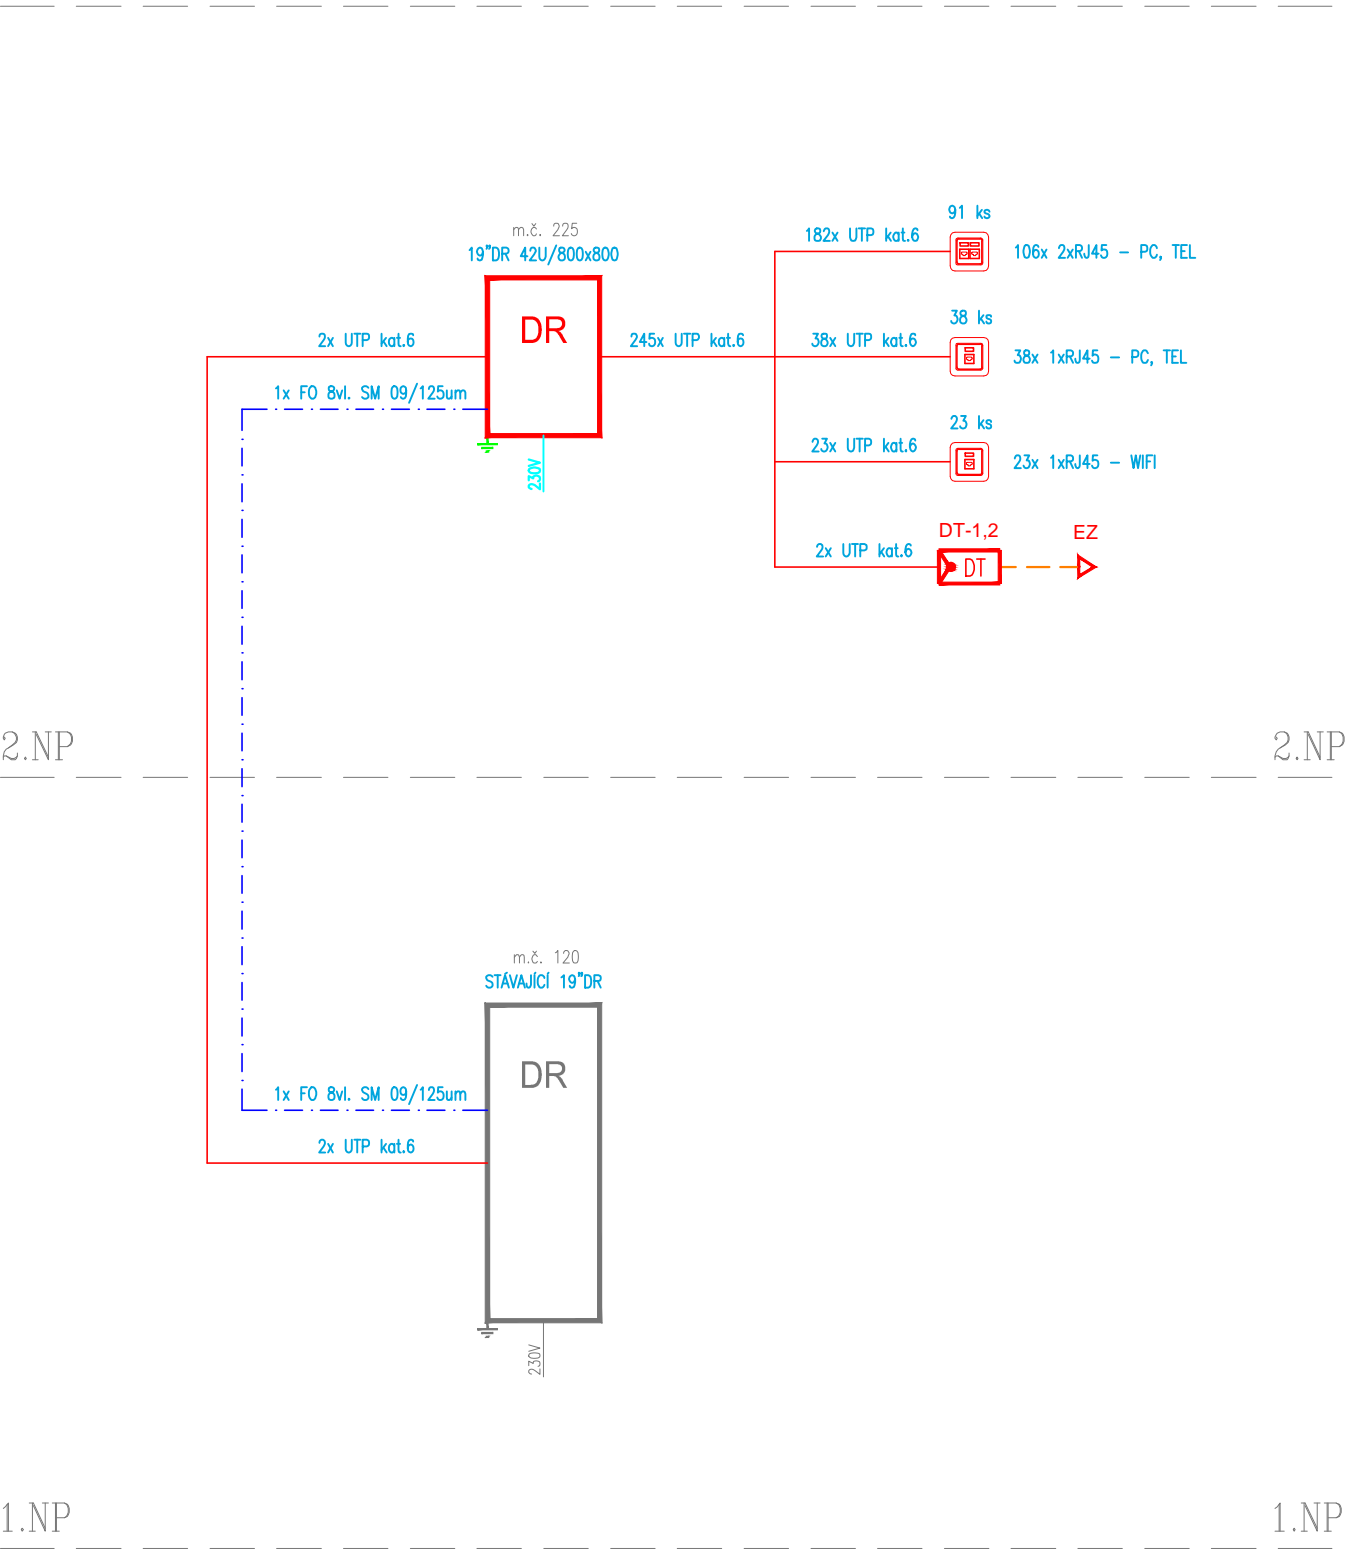 91 ks
m.č. 225
182x UTP kat.6
19"DR 42U/800x800
106x 2xRJ45 – PC, TEL
38 ks
DR
2x UTP kat.6
245x UTP kat.6
38x UTP kat.6
38x 1xRJ45 – PC, TEL
1x FO 8vl. SM 09/125um
23 ks
23x UTP kat.6
23x 1xRJ45 – WIFI
230V
DT-1,2
EZ
2x UTP kat.6
DT
2.NP
2.NP
m.č. 120
STÁVAJÍCÍ 19"DR
DR
1x FO 8vl. SM 09/125um
2x UTP kat.6
230V
1.NP
1.NP